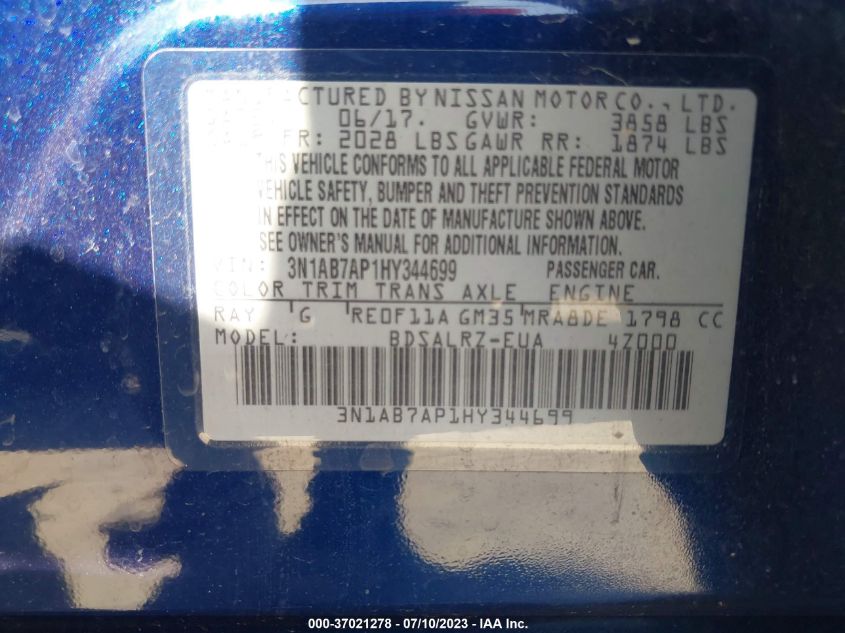 MANUFACTURED BY NISSAN MOTOR CO., LTD.
06/17. GVWR: 3858 LBS
FR: 2028 LBS GAWR RR: 1874 LBS
THIS VEHICLE CONFORMS TO ALL APPLICABLE FEDERAL MOTOR
VEHICLE SAFETY, BUMPER AND THEFT PREVENTION STANDARDS
IN EFFECT ON THE DATE OF MANUFACTURE SHOWN ABOVE.
SEE OWNER'S MANUAL FOR ADDITIONAL INFORMATION.
VIN: 3N1AB7AP1HY344699 PASSENGER CAR.
COLOR TRIM TRANS AXLE ENGINE
RAY G RE0F11A GM35 MRA8DE 1798 CC
MODEL: BDSALRZ-EUA 4Z000
3N1AB7AP1HY344699
000-37021278 - 07/10/2023 - IAA Inc.